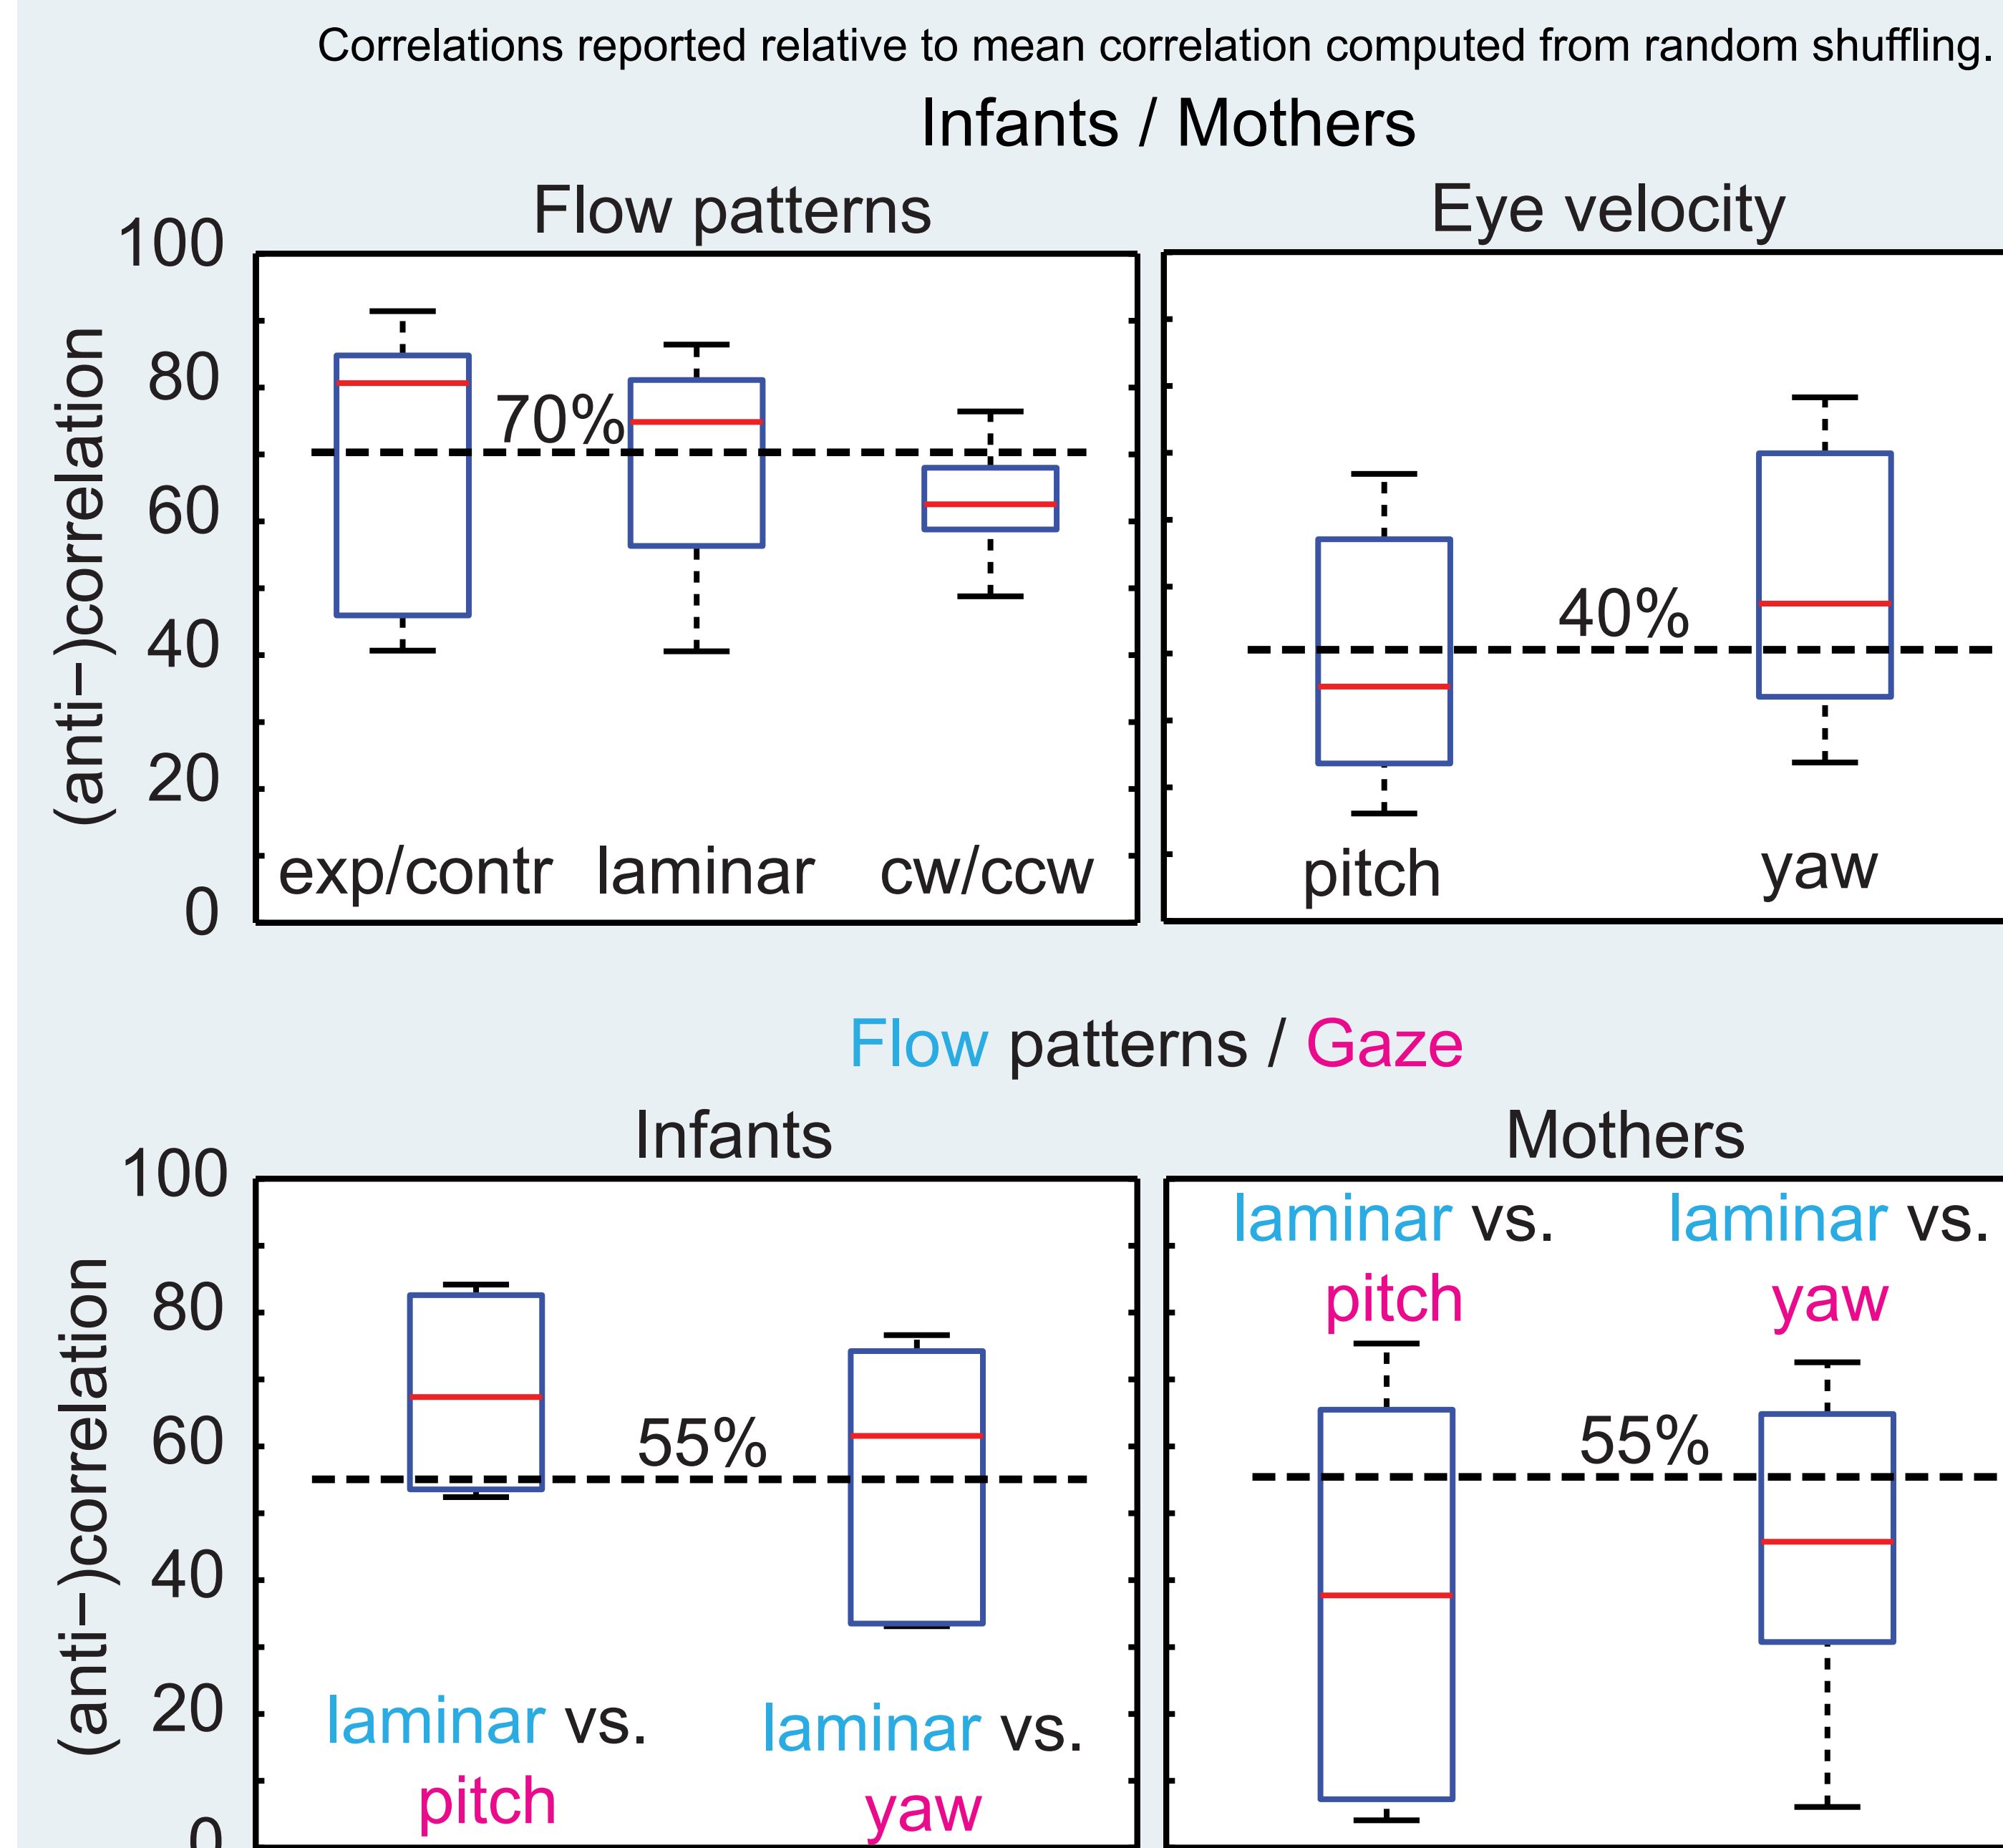 Correlations reported relative to mean correlation computed from random shuffling.
Infants / Mothers
Flow patterns
Eye velocity
(anti−)correlation
100
80
60
40
20
0
70%
exp/contr laminar cw/ccw
40%
pitch yaw
Flow patterns / Gaze
Infants
Mothers
(anti−)correlation
100
80
60
40
20
0
55%
laminar vs.
pitch
laminar vs.
yaw
laminar vs.
pitch
laminar vs.
yaw
55%